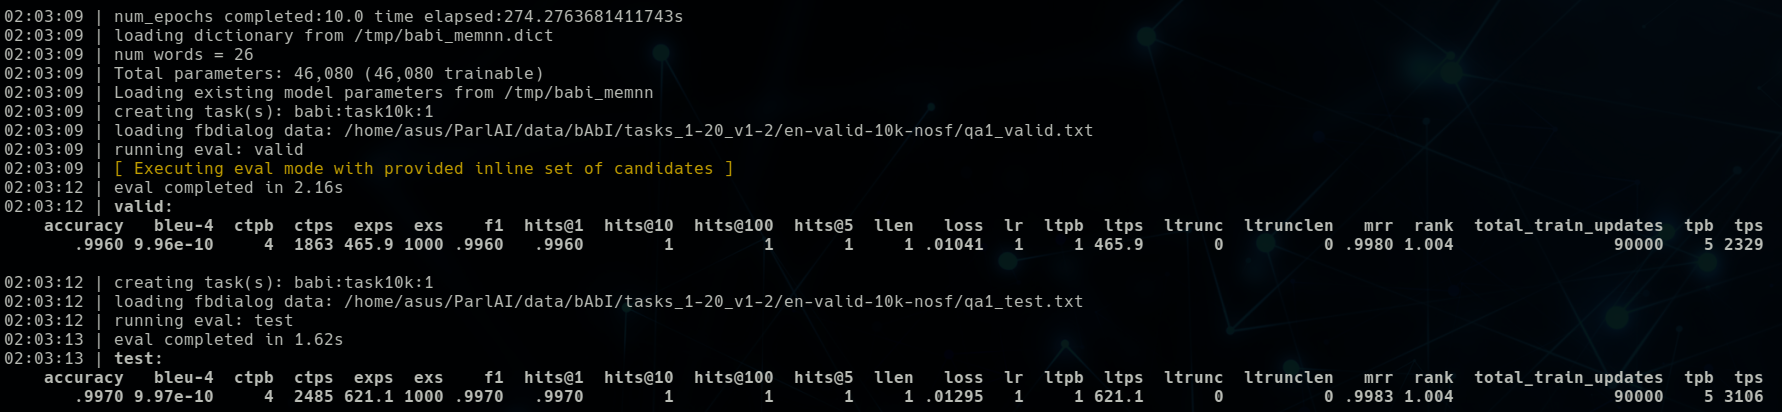 02:03:09 | num_epochs completed:10.0 time elapsed:274.2763681411743s
02:03:09 | loading dictionary from /tmp/babi_memnn.dict
02:03:09 | num words = 26
02:03:09 | Total parameters: 46,080 (46,080 trainable)
02:03:09 | Loading existing model parameters from /tmp/babi_memnn
02:03:09 | creating task(s): babi:task10k:1
02:03:09 | loading fbdialog data: /home/asus/ParlAI/data/bAbI/tasks_1-20_v1-2/en-valid-10k-nosf/qa1_valid.txt
02:03:09 | running eval: valid
02:03:09 | [ Executing eval mode with provided inline set of candidates ]
02:03:12 | eval completed in 2.16s
02:03:12 | valid:
accuracy bleu-4 ctpb ctps exps exs f1 hits@1 hits@10 hits@100 hits@5 llen loss lr ltpb ltps ltrunc ltrunclen mrr rank total_train_updates tpb tps
.9960 9.96e-10 4 1863 465.9 1000 .9960 .9960 1 1 1 1 .01041 1 1 465.9 0 0 .9980 1.004 90000 5 2329
02:03:12 | creating task(s): babi:task10k:1
02:03:12 | loading fbdialog data: /home/asus/ParlAI/data/bAbI/tasks_1-20_v1-2/en-valid-10k-nosf/qa1_test.txt
02:03:12 | running eval: test
02:03:13 | eval completed in 1.62s
02:03:13 | test:
accuracy bleu-4 ctpb ctps exps exs f1 hits@1 hits@10 hits@100 hits@5 llen loss lr ltpb ltps ltrunc ltrunclen mrr rank total_train_updates tpb tps
.9970 9.97e-10 4 2485 621.1 1000 .9970 .9970 1 1 1 1 .01295 1 1 621.1 0 0 .9983 1.004 90000 5 3106